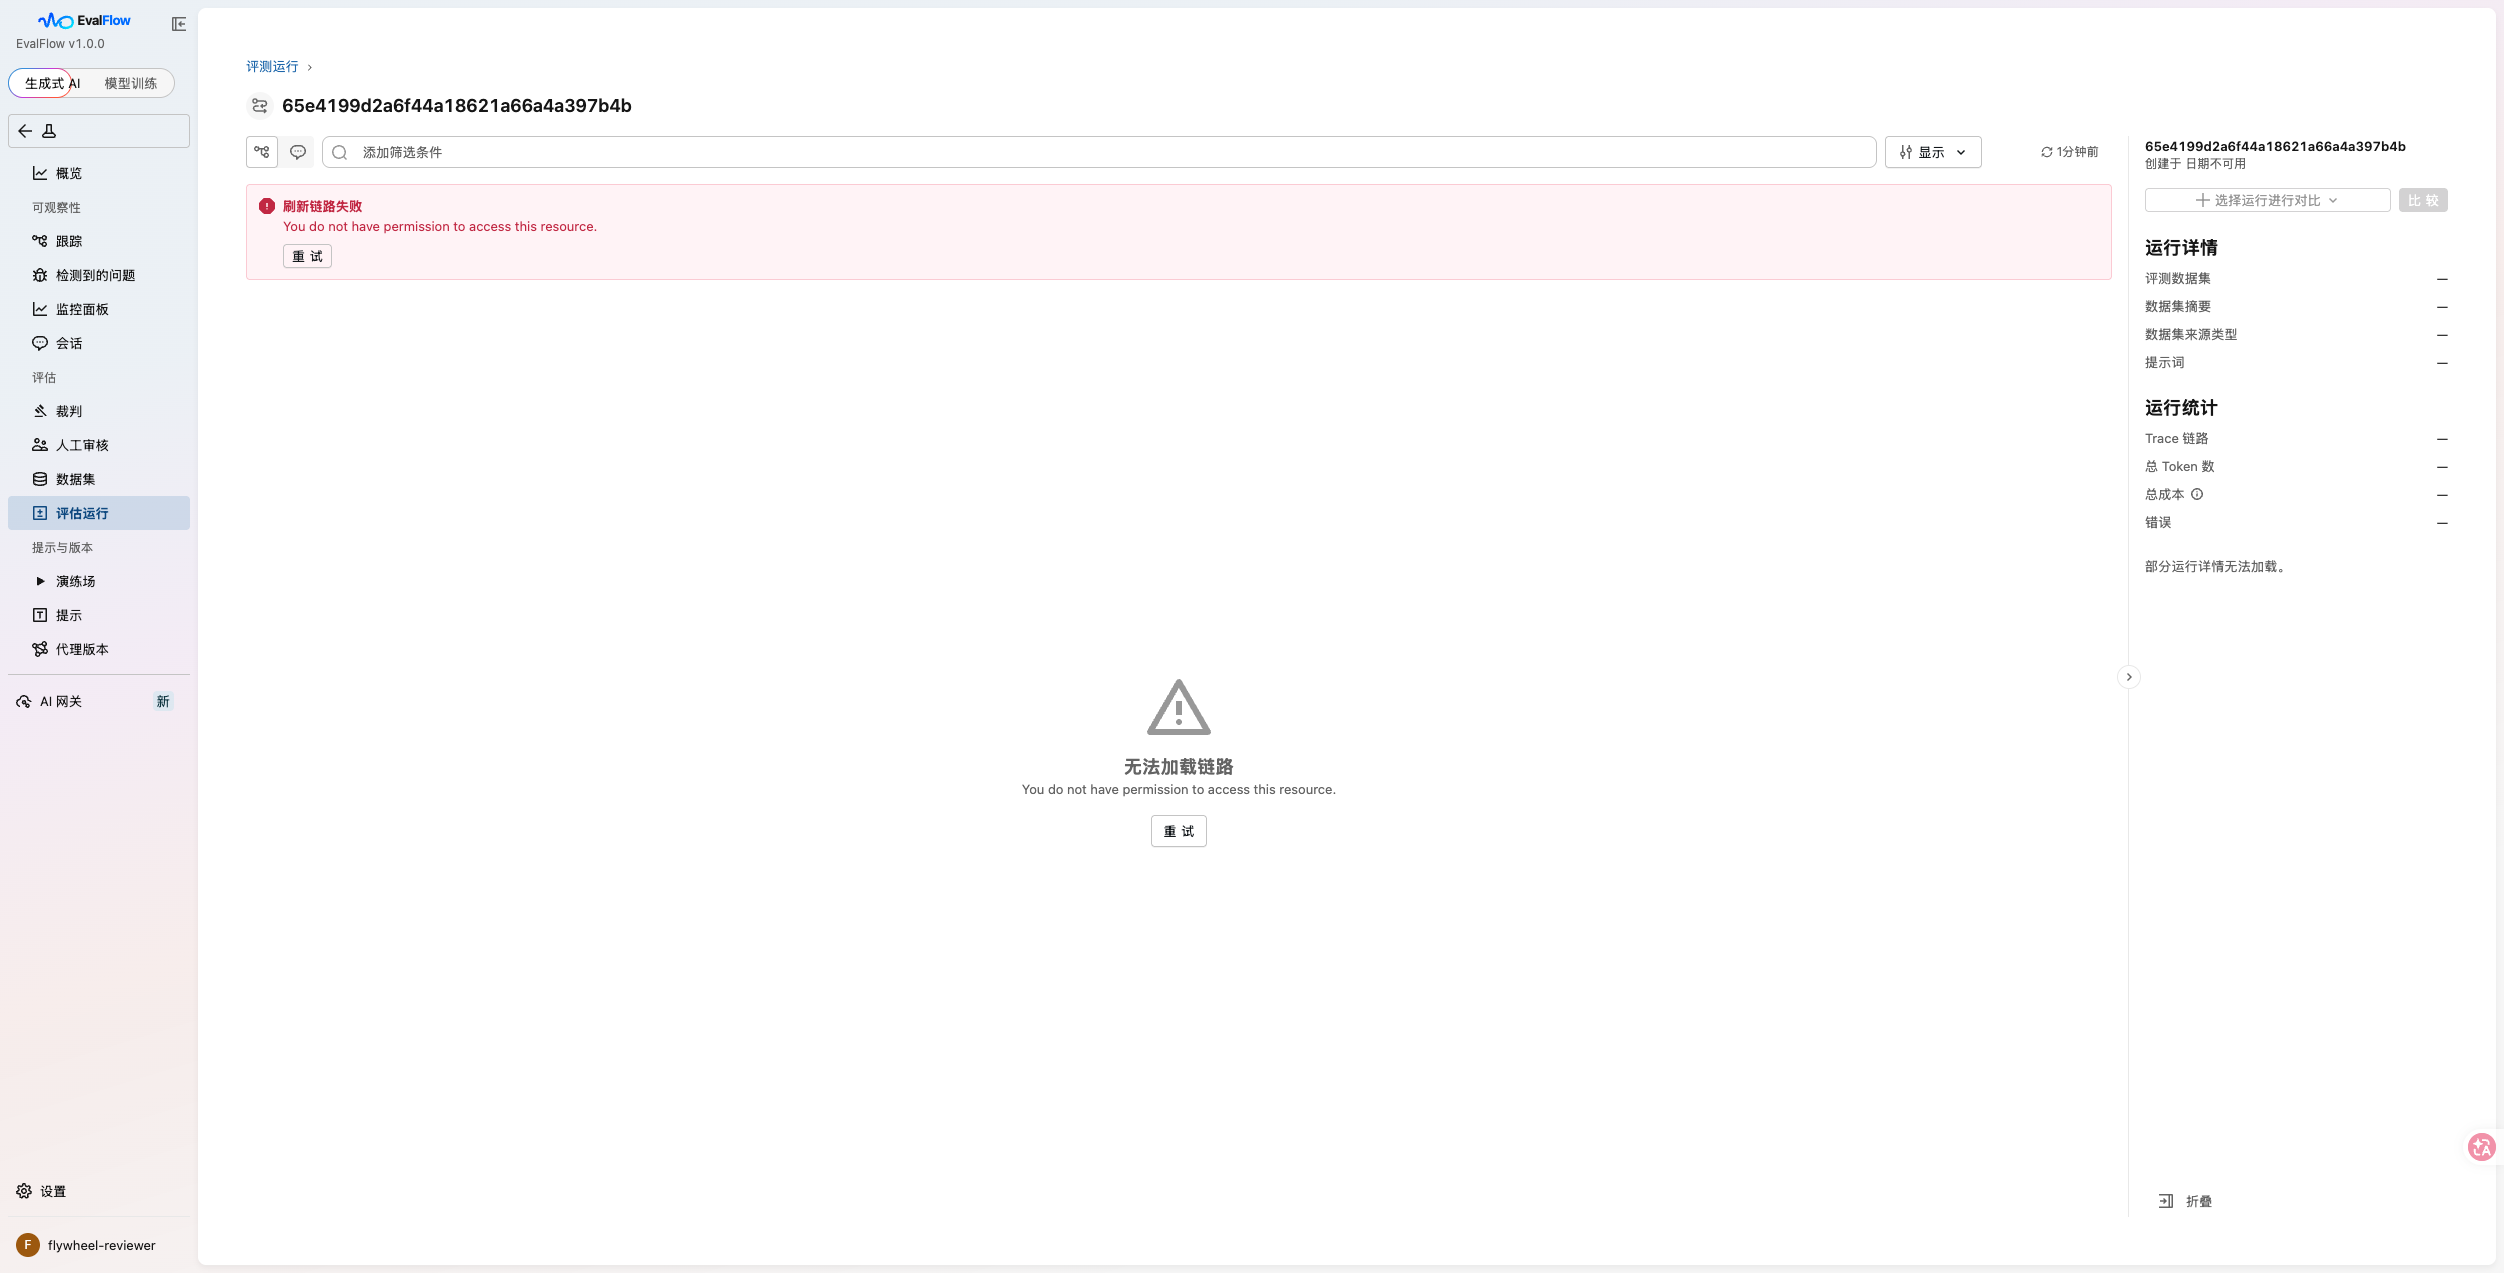 EvalFlow
EvalFlow v1.0.0
生成式 AI
模型训练
概览
可观察性
跟踪
检测到的问题
监控面板
会话
评估
裁判
人工审核
数据集
评估运行
提示与版本
演练场
提示
代理版本
AI 网关
新
设置
F
flywheel-reviewer
评测运行
65e4199d2a6f44a18621a66a4a397b4b
添加筛选条件
显示
1分钟前
刷新链路失败
You do not have permission to access this resource.
重 试
无法加载链路
You do not have permission to access this resource.
重 试
65e4199d2a6f44a18621a66a4a397b4b
创建于 日期不可用
选择运行进行对比
比 较
运行详情
评测数据集 —
数据集摘要 —
数据集来源类型 —
提示词 —
运行统计
Trace 链路 —
总 Token 数 —
总成本 —
错误 —
部分运行详情无法加载。
折叠